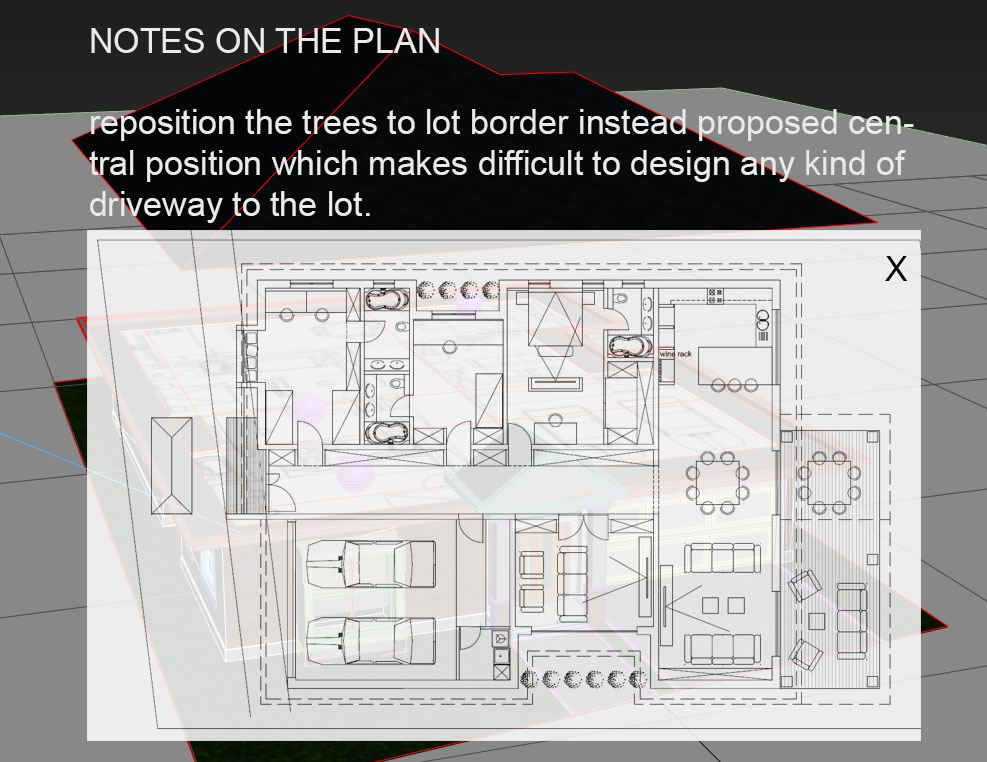 NOTES ON THE PLAN
reposition the trees to lot border instead proposed cen-
tral position which makes difficult to design any kind of
driveway to the lot.
X
wine rack